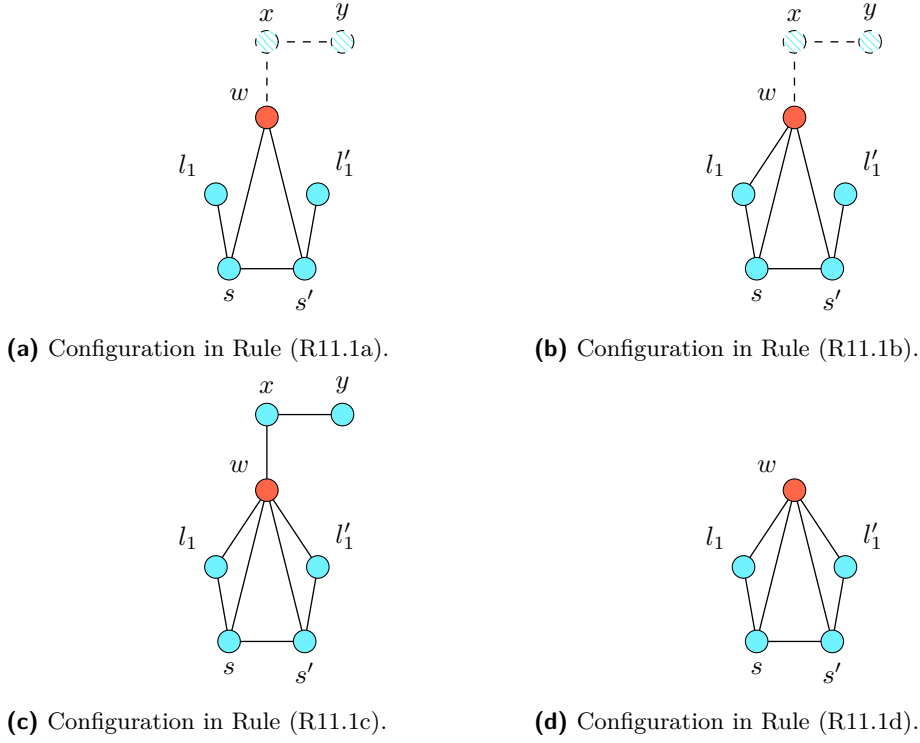 x y x y
w w
l₁ l′₁ l₁ l′₁
s s′ s s′
(a) Configuration in Rule (R11.1a). (b) Configuration in Rule (R11.1b).
x y
w w
l₁ l′₁ l₁ l′₁
s s′ s s′
(c) Configuration in Rule (R11.1c). (d) Configuration in Rule (R11.1d).